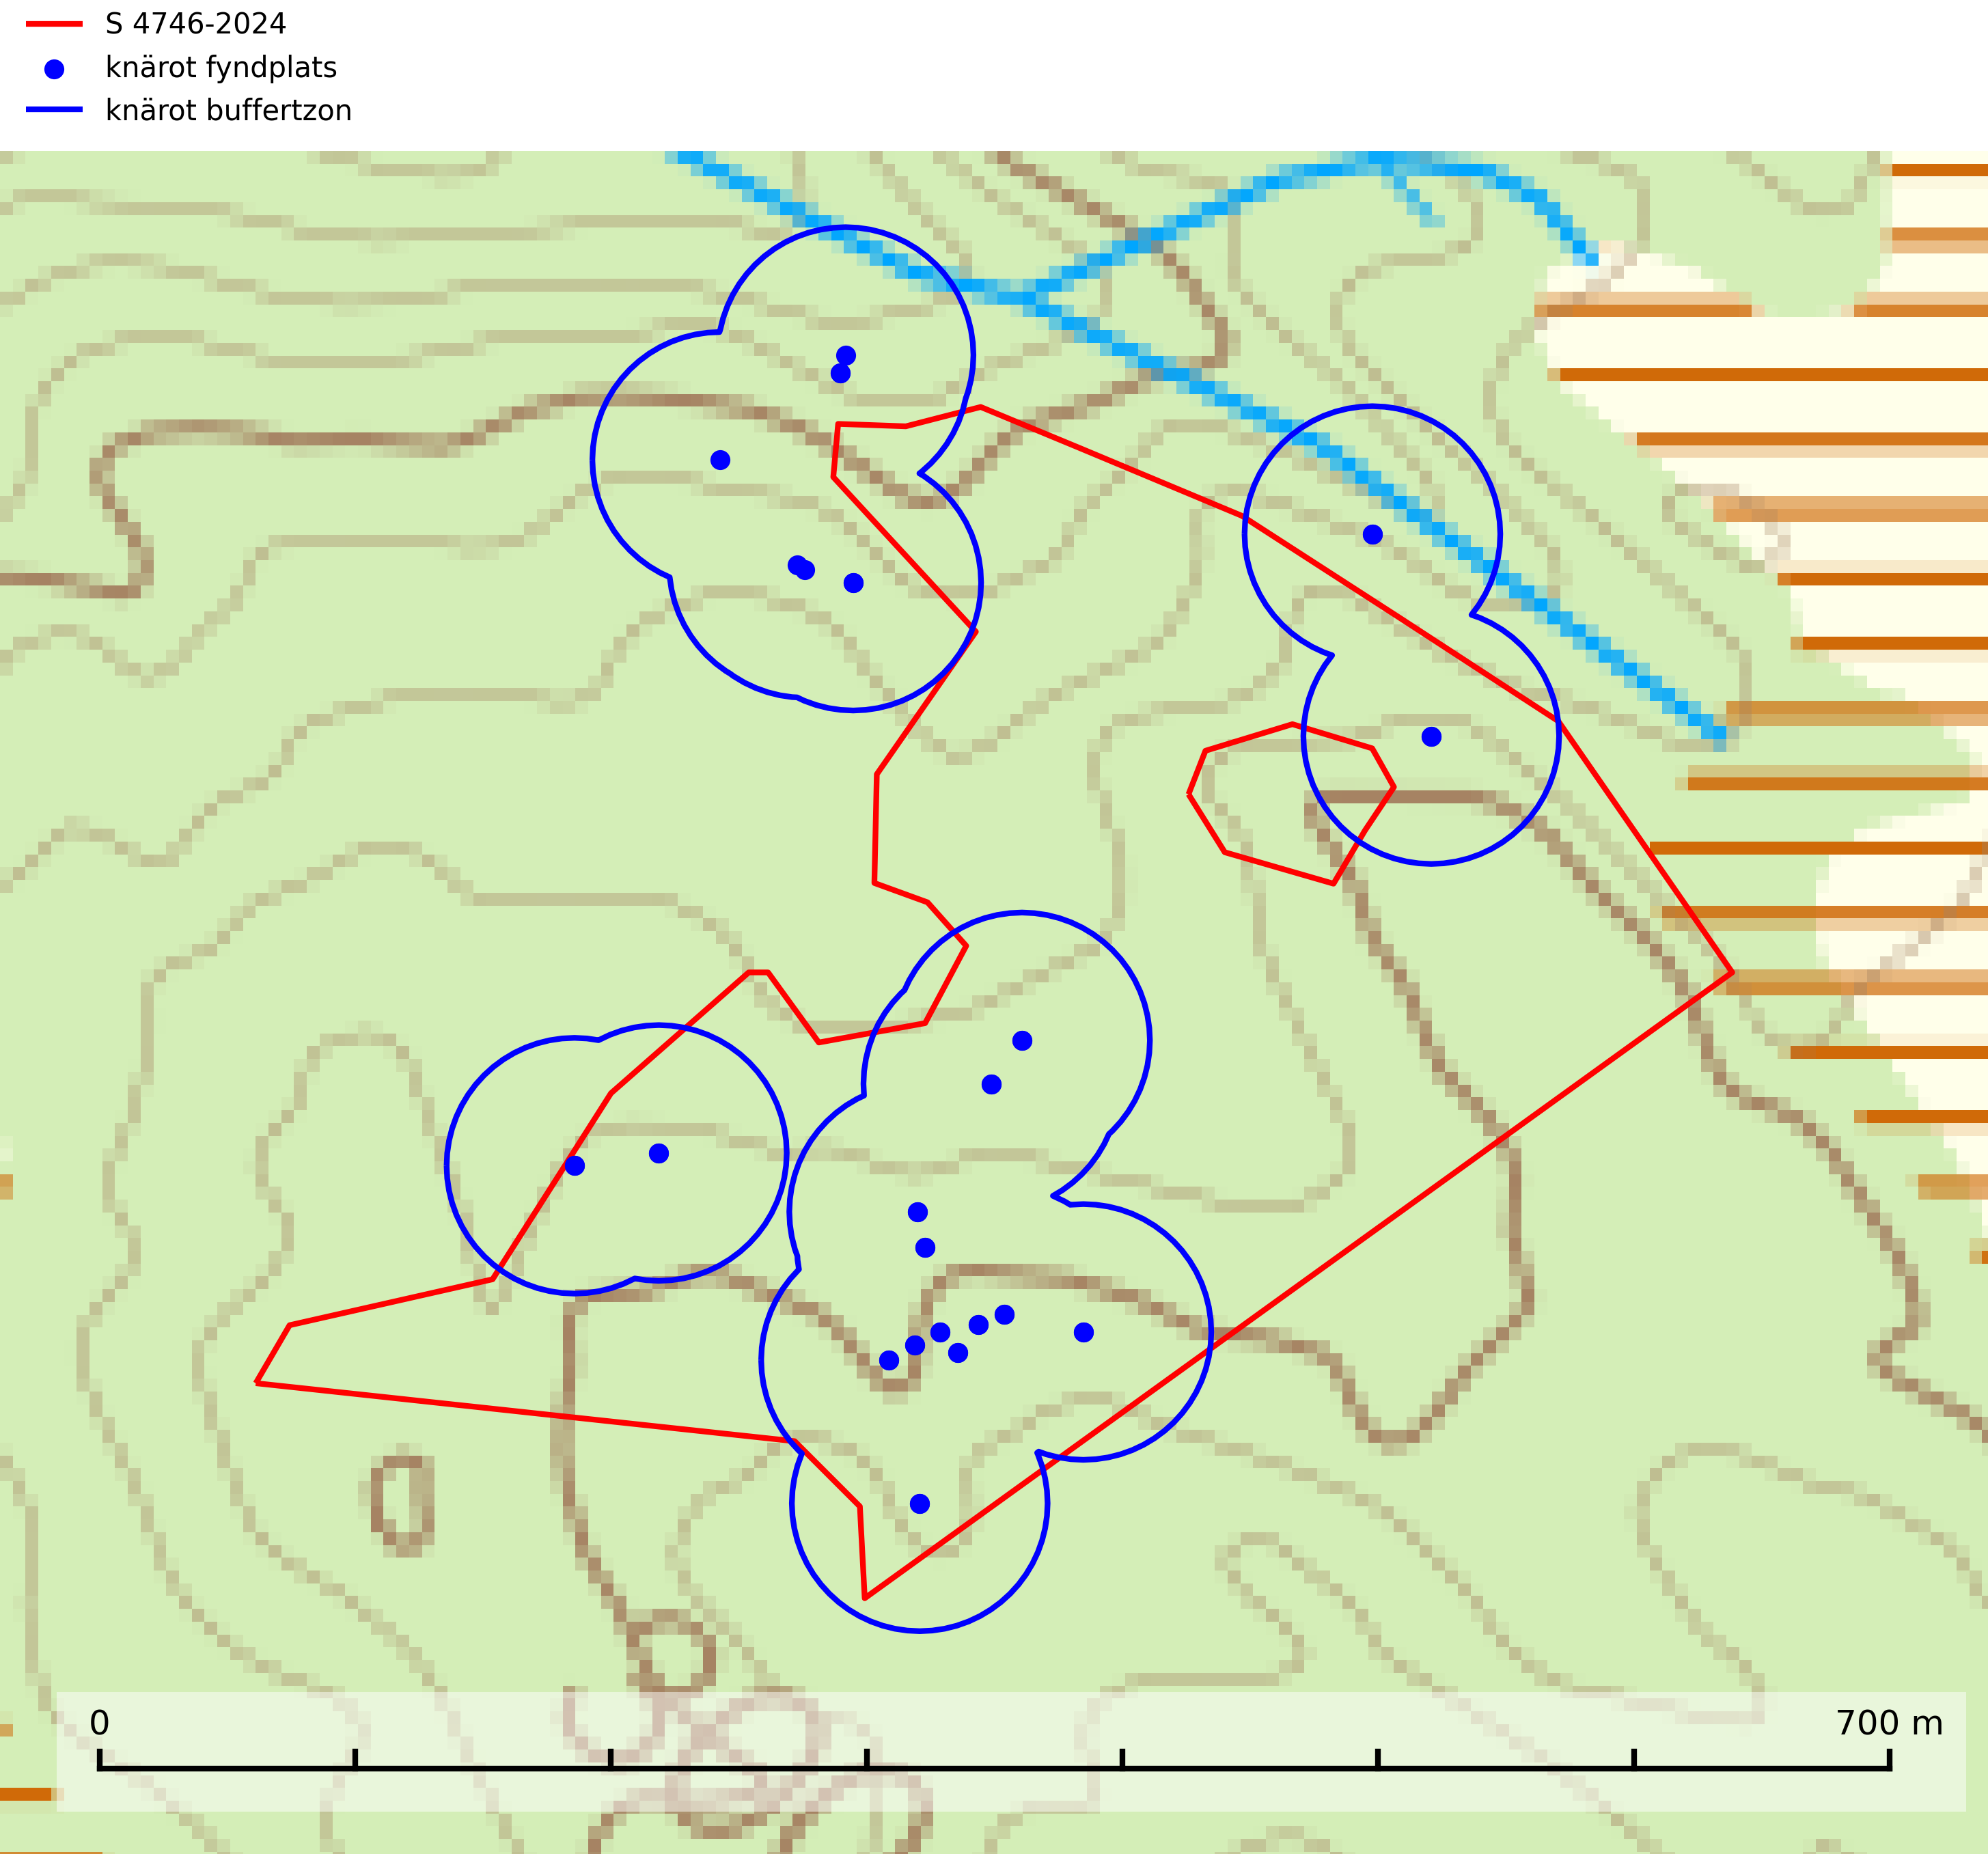 S 4746-2024
knärot fyndplats
knärot buffertzon
0
700 m